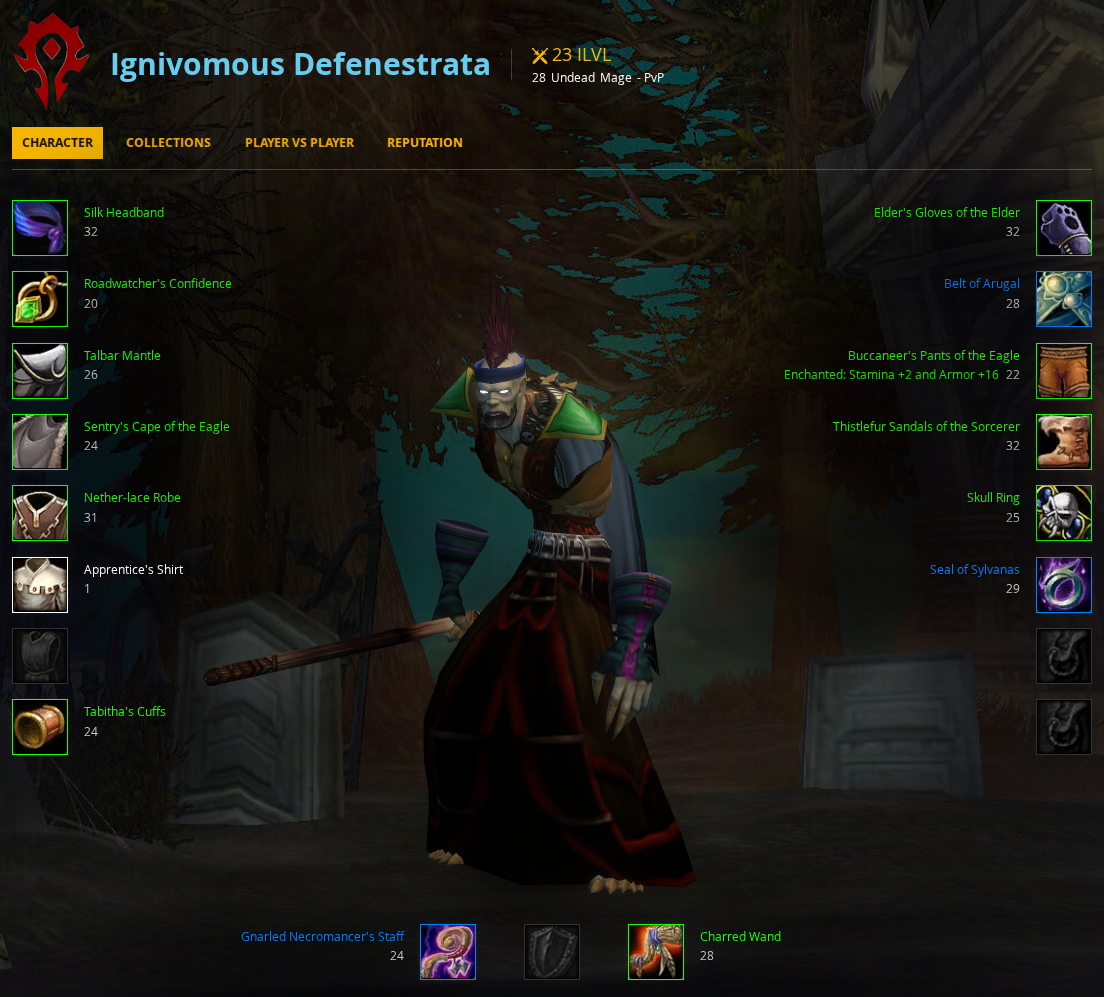 Ignivomous Defenestrata
23 ILVL
28 Undead Mage - PvP
CHARACTER
COLLECTIONS
PLAYER VS PLAYER
REPUTATION
Silk Headband
32
Roadwatcher's Confidence
20
Talbar Mantle
26
Sentry's Cape of the Eagle
24
Nether-lace Robe
31
Apprentice's Shirt
1
Tabitha's Cuffs
24
Elder's Gloves of the Elder
32
Belt of Arugal
28
Buccaneer's Pants of the Eagle
Enchanted: Stamina +2 and Armor +16 22
Thistlefur Sandals of the Sorcerer
32
Skull Ring
25
Seal of Sylvanas
29
Gnarled Necromancer's Staff
24
Charred Wand
28